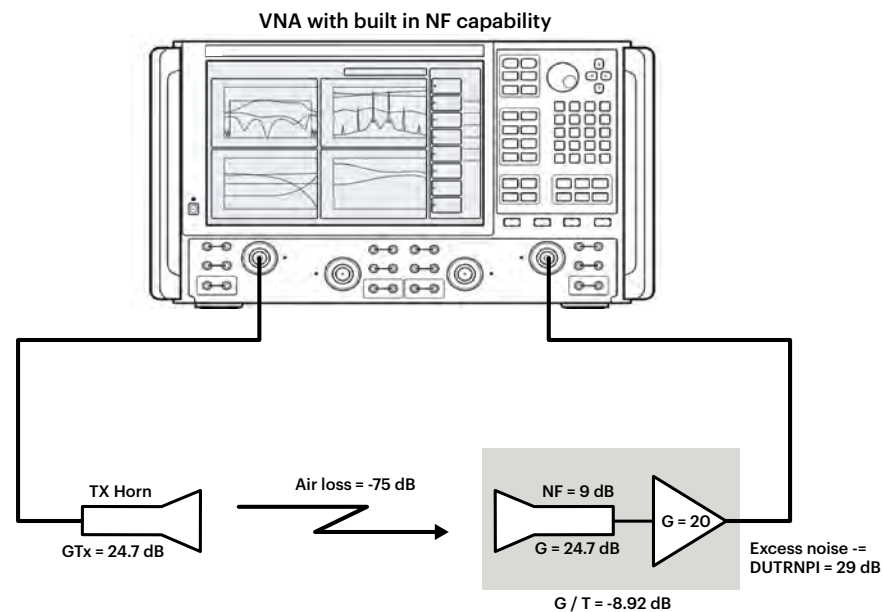 VNA with built in NF capability
TX Horn
GTx = 24.7 dB
Air loss = -75 dB
NF = 9 dB
G = 24.7 dB
G = 20
Excess noise -=
DUTRNPI = 29 dB
G / T = -8.92 dB